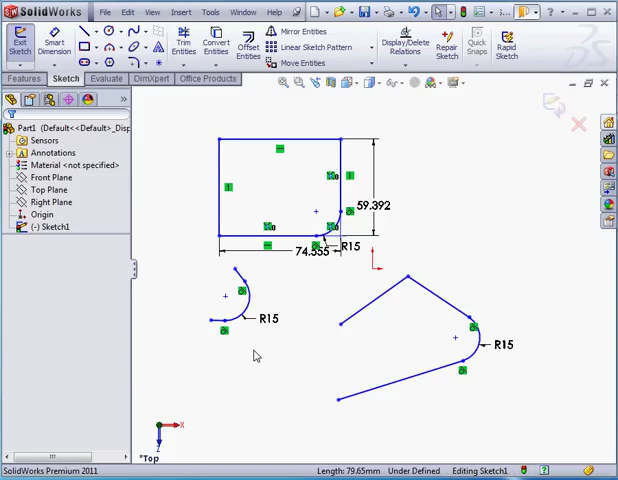 SolidWorks
File Edit View Insert Tools Window Help
Exit Sketch
Smart Dimension
Trim Entities
Convert Entities
Offset Entities
Mirror Entities
Linear Sketch Pattern
Move Entities
Display/Delete Relations
Repair Sketch
Quick Snaps
Rapid Sketch
Features Sketch Evaluate DimXpert Office Products
Part1 (Default<<Default>_Disp
Sensors
Annotations
Material <not specified>
Front Plane
Top Plane
Right Plane
Origin
(-) Sketch1
59.392
R15
74.555
R15
R15
X
Z
*Top
SolidWorks Premium 2011
Length: 79.65mm Under Defined Editing Sketch1